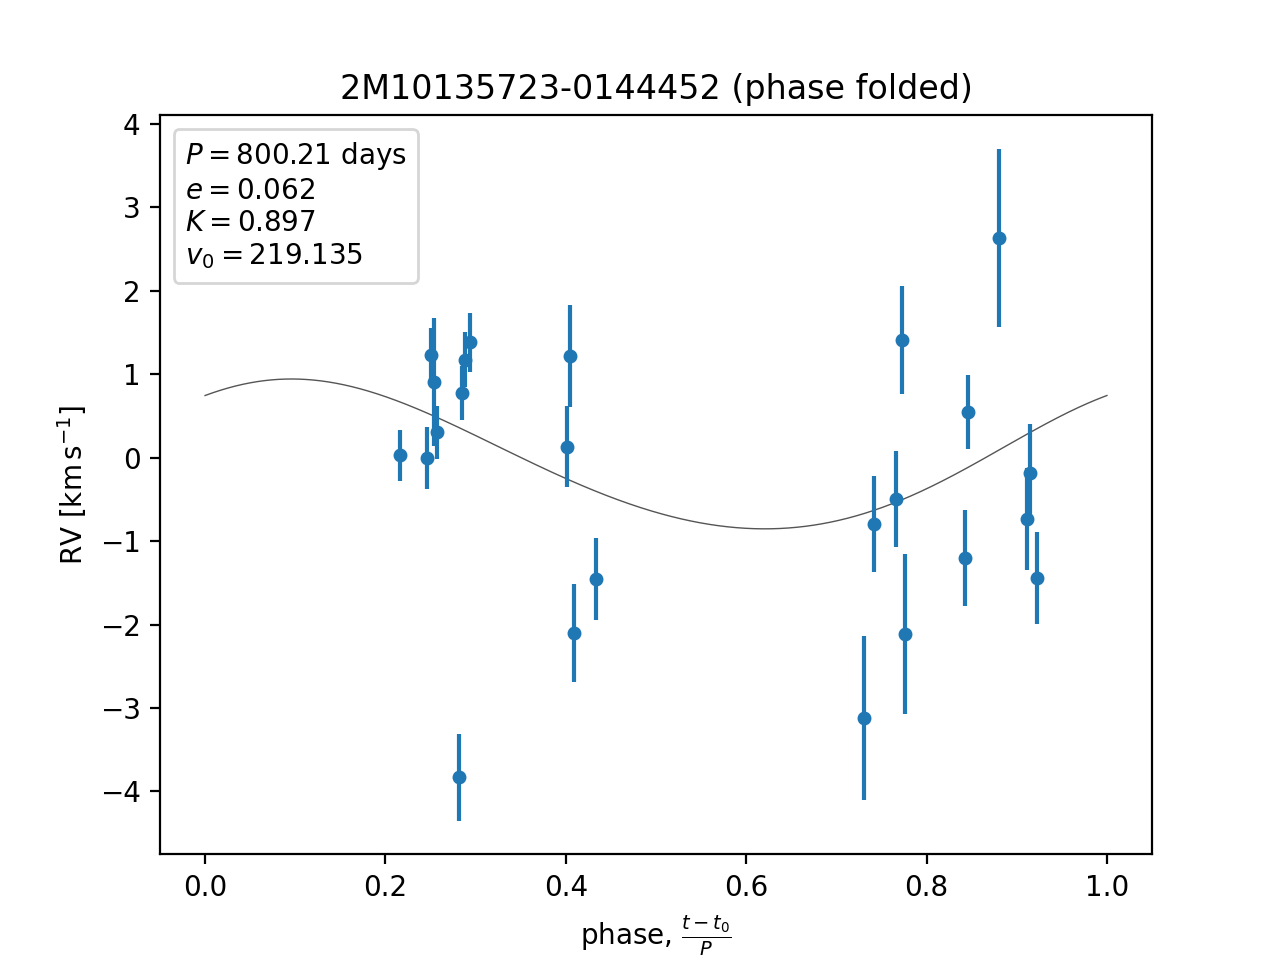 2M10135723-0144452 (phase folded)
P = 800.21 days
e = 0.062
K = 0.897
v₀ = 219.135
4
3
2
1
0
−1
−2
−3
−4
RV [km s⁻¹]
0.0 0.2 0.4 0.6 0.8 1.0
phase, (t − t₀)/P